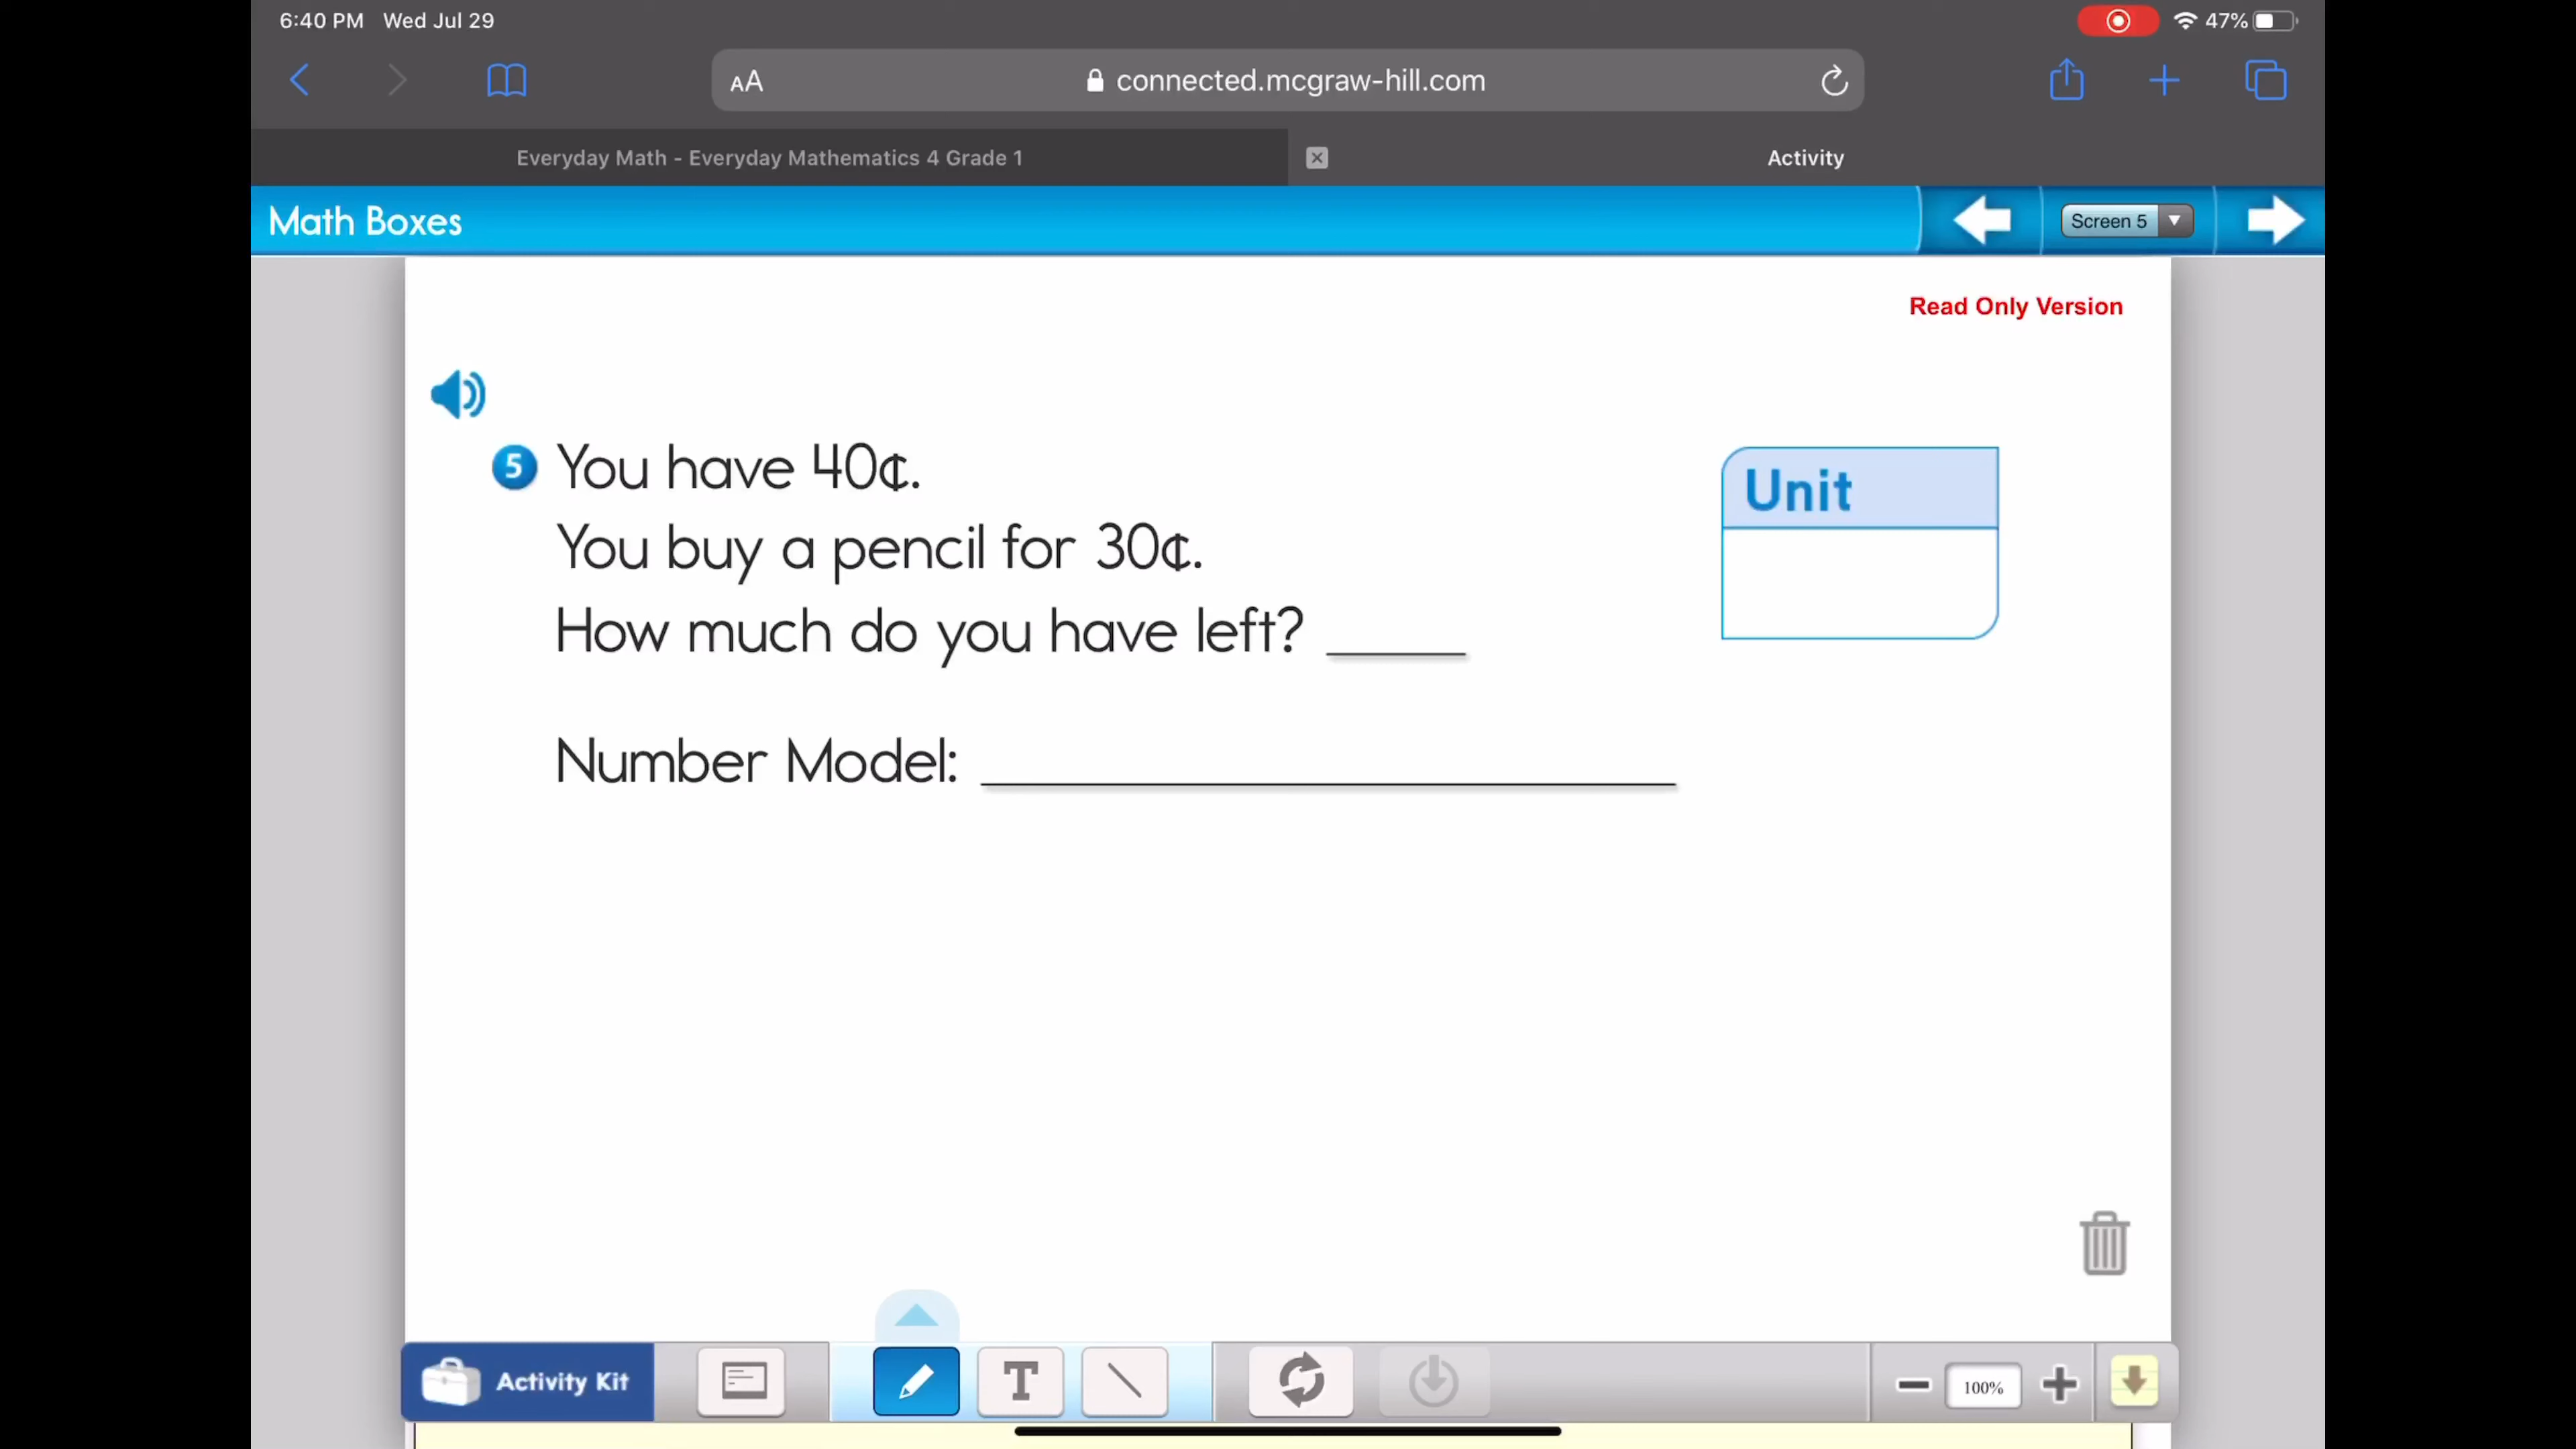 6:40 PM Wed Jul 29
47%
AA
connected.mcgraw-hill.com
Everyday Math - Everyday Mathematics 4 Grade 1
Activity
Math Boxes
Screen 5
Read Only Version
5 You have 40¢.
You buy a pencil for 30¢.
How much do you have left? _____
Unit
Number Model: _____
Activity Kit
T
100%